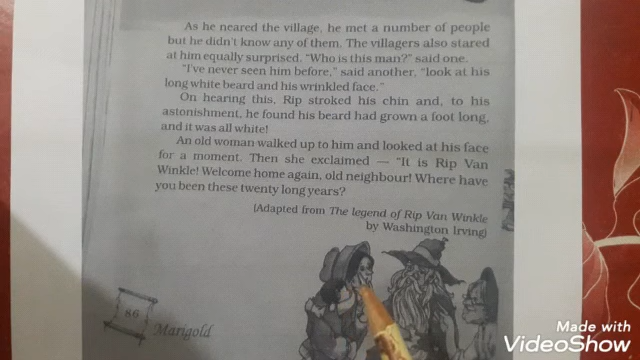 As he neared the village, he met a number of people
but he didn't know any of them. The villagers also stared
at him equally surprised. "Who is this man?" said one.
"I've never seen him before," said another, "look at his
long white beard and his wrinkled face."
On hearing this, Rip stroked his chin and, to his
astonishment, he found his beard had grown a foot long,
and it was all white!
An old woman walked up to him and looked at his face
for a moment. Then she exclaimed — "It is Rip Van
Winkle! Welcome home again, old neighbour! Where have
you been these twenty long years?
(Adapted from The legend of Rip Van Winkle
by Washington Irving)
86
Marigold
Made with
VideoShow